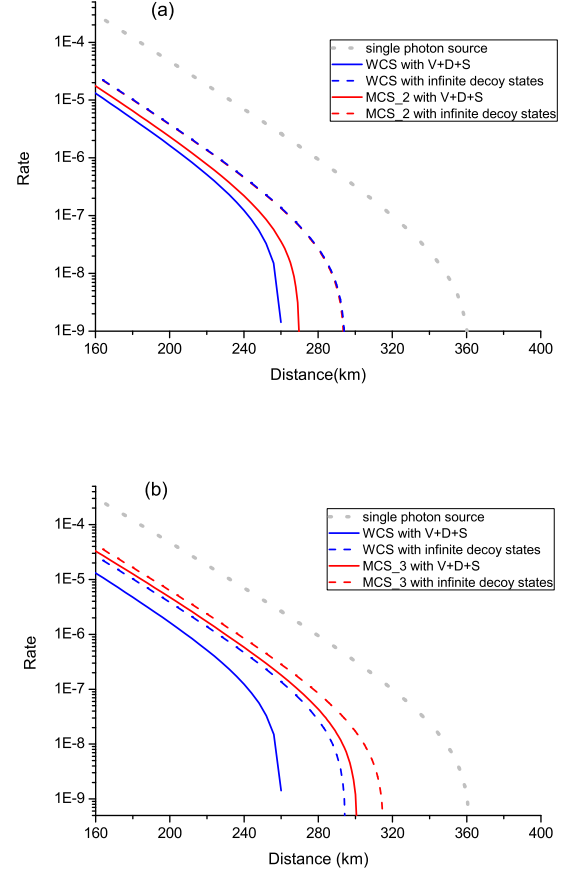 (a)
1E-4
1E-5
1E-6
1E-7
1E-8
1E-9
Rate
single photon source
WCS with V+D+S
WCS with infinite decoy states
MCS_2 with V+D+S
MCS_2 with infinite decoy states
160 200 240 280 320 360 400
Distance(km)
(b)
1E-4
1E-5
1E-6
1E-7
1E-8
1E-9
Rate
single photon source
WCS with V+D+S
WCS with infinite decoy states
MCS_3 with V+D+S
MCS_3 with infinite decoy states
160 200 240 280 320 360 400
Distance (km)